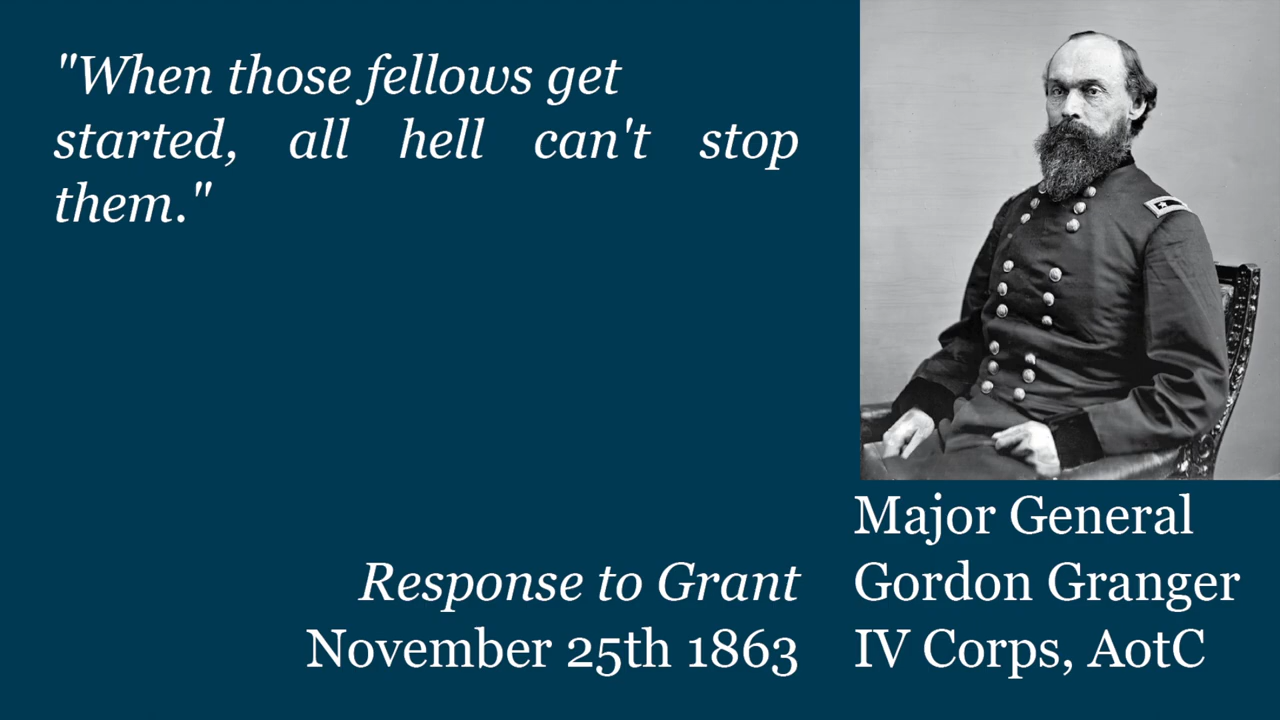 "When those fellows get
started, all hell can't stop
them."
Response to Grant
November 25th 1863
Major General
Gordon Granger
IV Corps, AotC